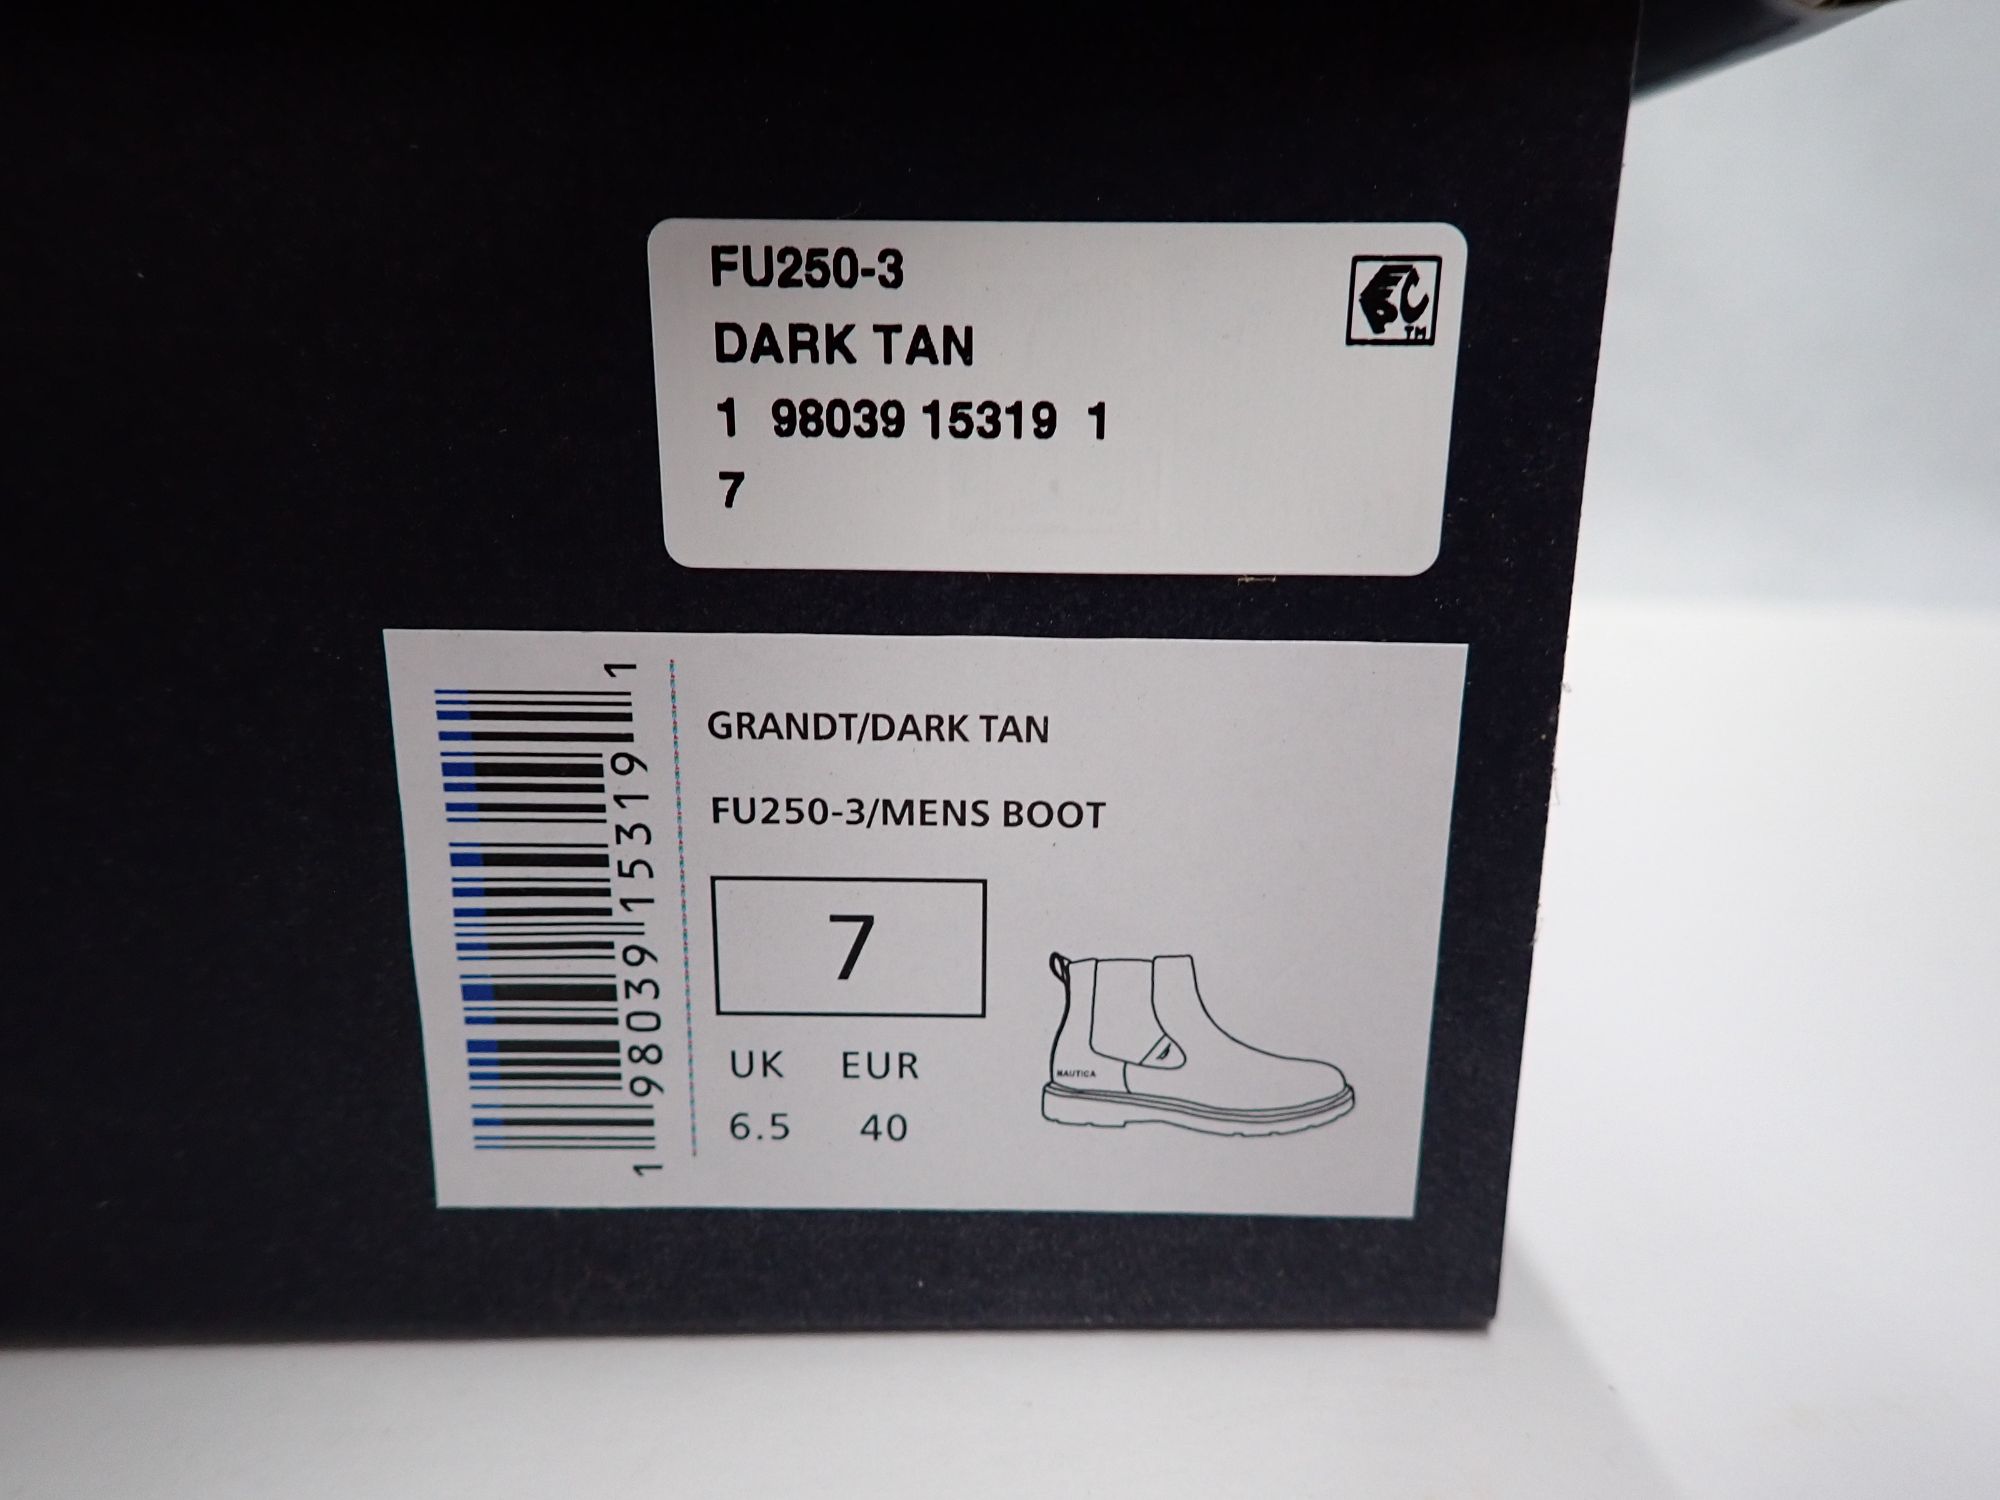 FU250-3
DARK TAN
1 98039 15319 1
7
TM
GRANDT/DARK TAN
FU250-3/MENS BOOT
7
UK EUR
6.5 40
NAUTICA
1 98039 15319 1